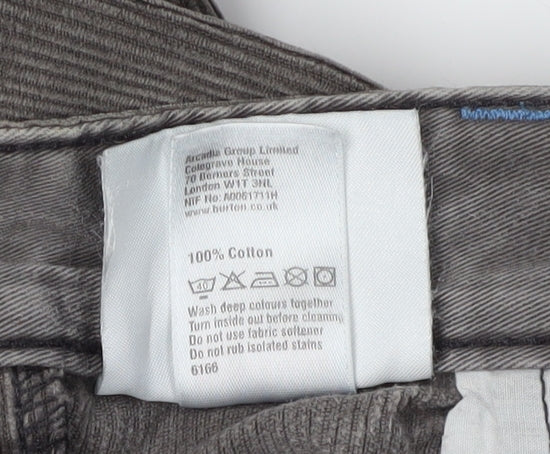 Arcadia Group Limited
Colegrave House
70 Berners Street
London W1T 3NL
NIF No: A0061711H
www.burton.co.uk
100% Cotton
40
Wash deep colours together
Turn inside out before cleaning
Do not use fabric softener
Do not rub isolated stains
6166